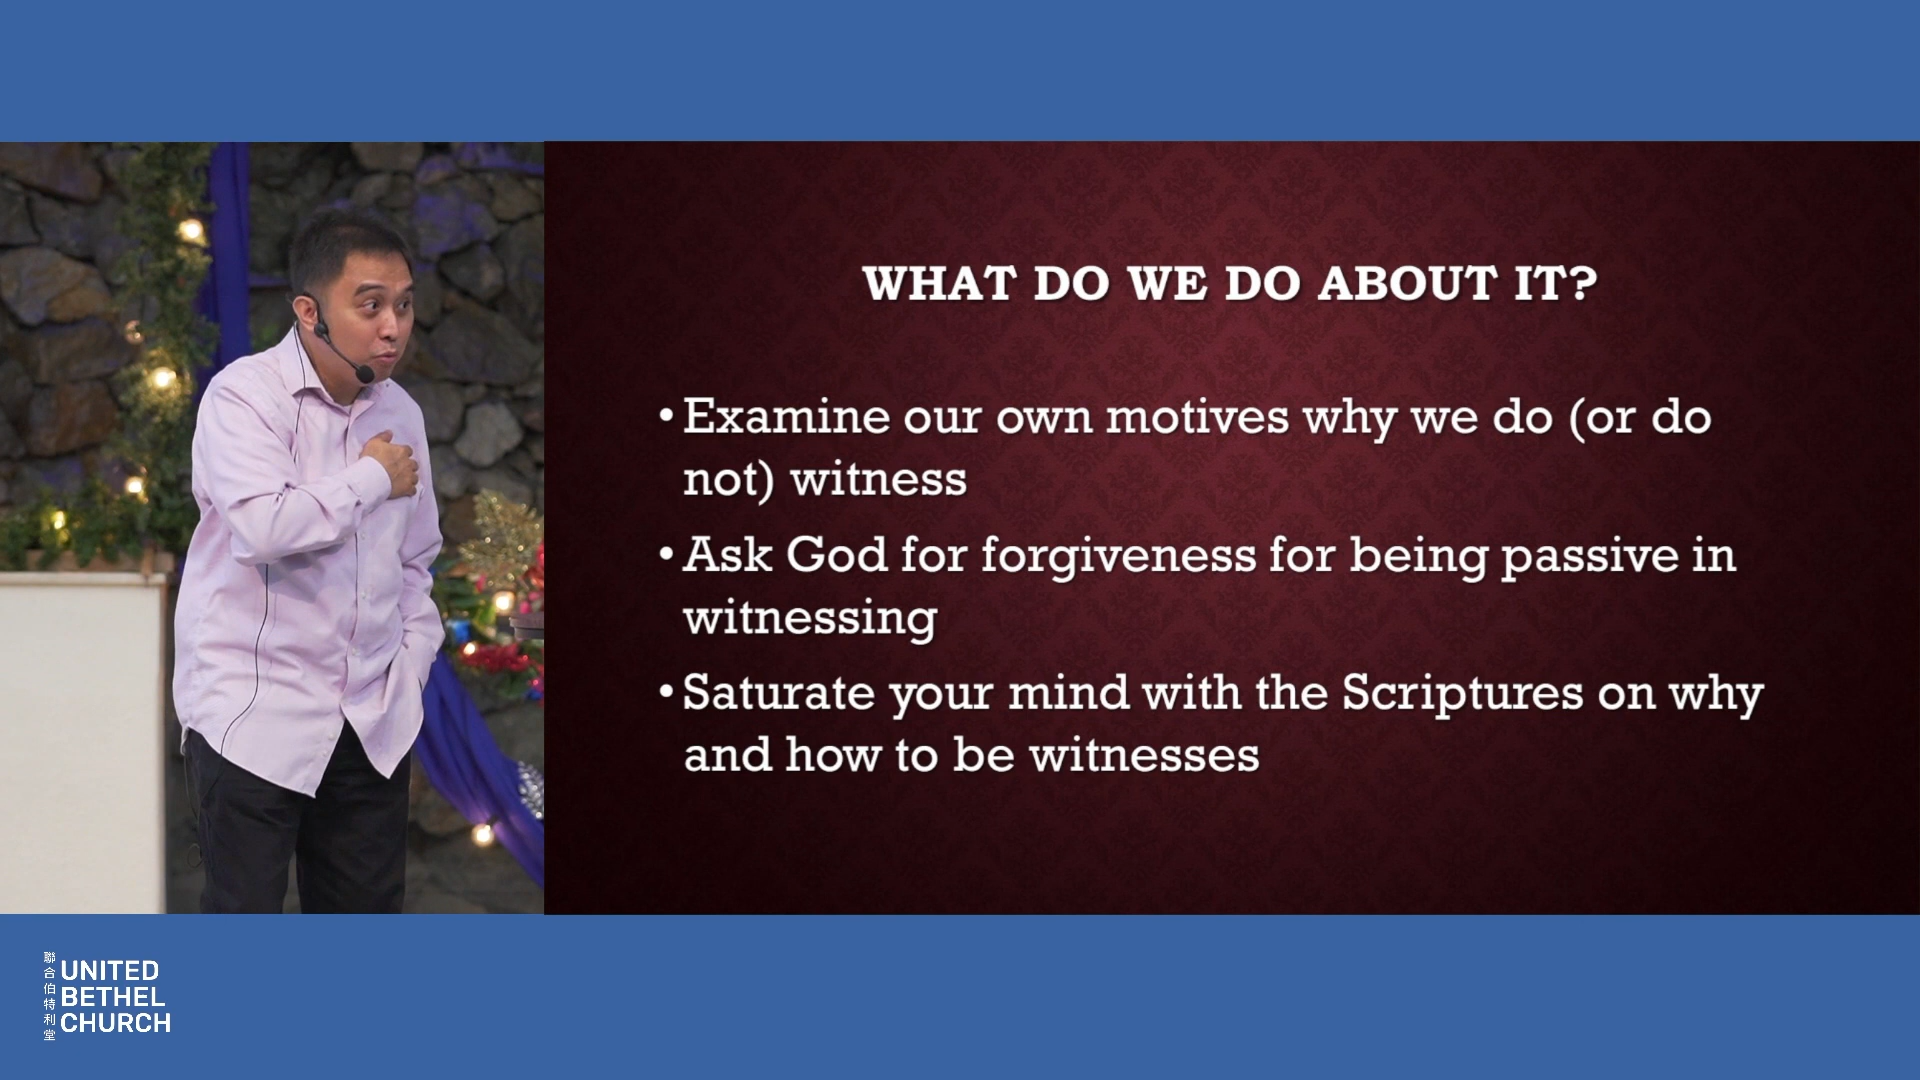 WHAT DO WE DO ABOUT IT?
• Examine our own motives why we do (or do
not) witness
• Ask God for forgiveness for being passive in
witnessing
• Saturate your mind with the Scriptures on why
and how to be witnesses
聯合伯特利堂
UNITED
BETHEL
CHURCH